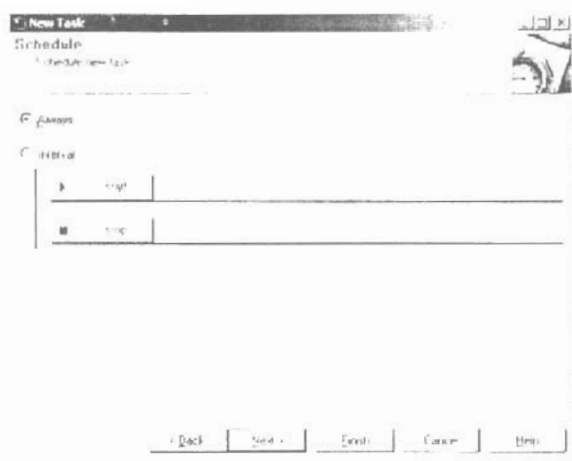 New Task
Schedule
Schedule new task
Always
Interval
Start
Stop
< Back Next > Finish Cancel Help